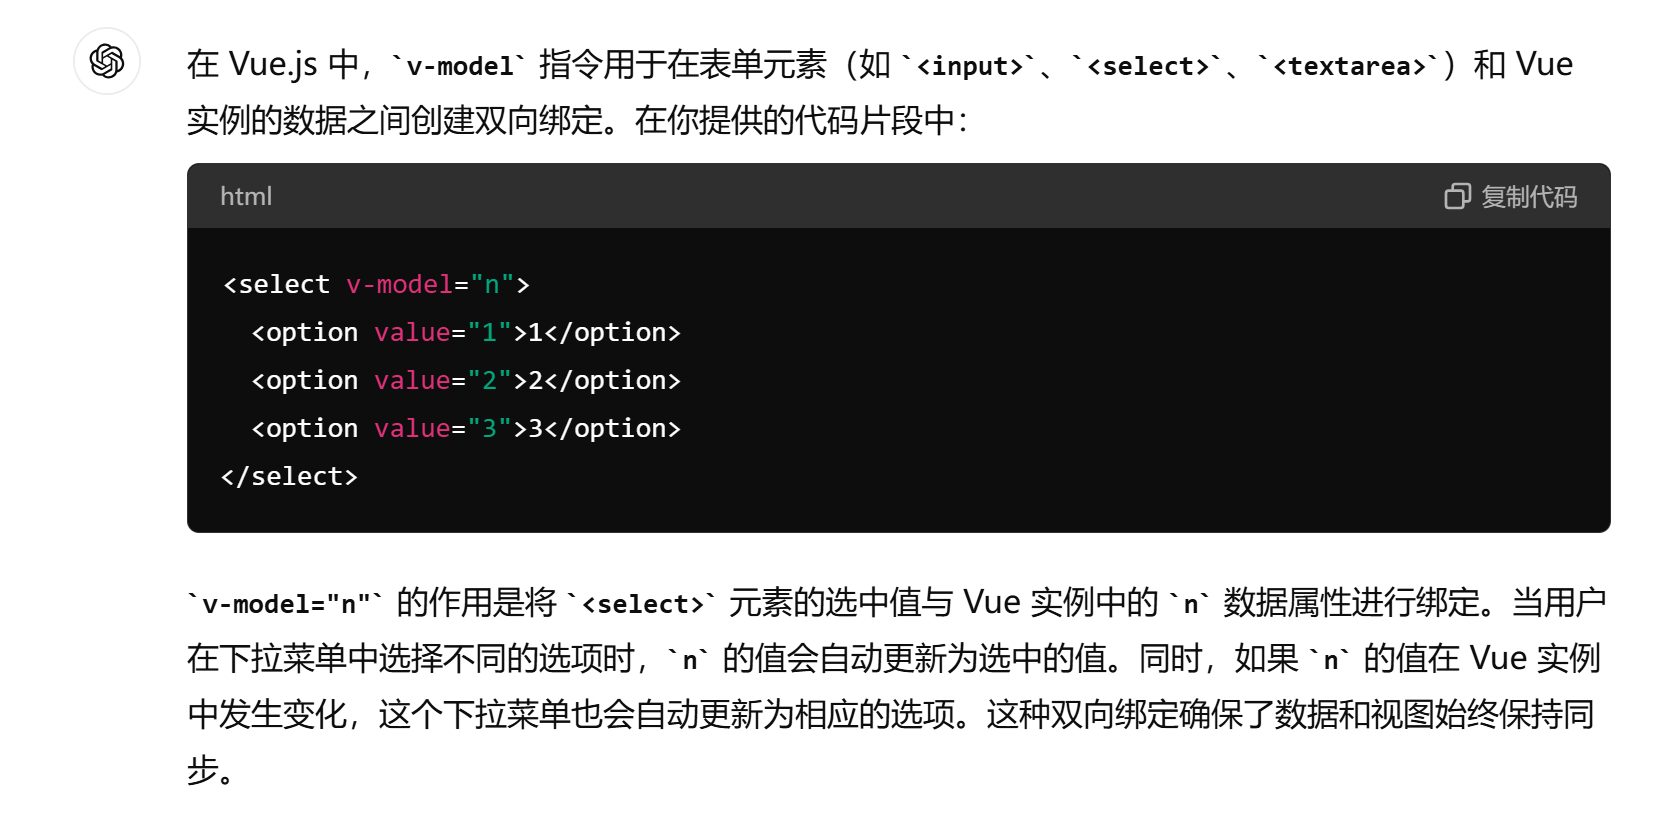 在 Vue.js 中，`v-model` 指令用于在表单元素（如 `<input>`、`<select>`、`<textarea>`）和 Vue
实例的数据之间创建双向绑定。在你提供的代码片段中：
html
复制代码
<select v-model="n">
  <option value="1">1</option>
  <option value="2">2</option>
  <option value="3">3</option>
</select>
`v-model="n"` 的作用是将 `<select>` 元素的选中值与 Vue 实例中的 `n` 数据属性进行绑定。当用户
在下拉菜单中选择不同的选项时，`n` 的值会自动更新为选中的值。同时，如果 `n` 的值在 Vue 实例
中发生变化，这个下拉菜单也会自动更新为相应的选项。这种双向绑定确保了数据和视图始终保持同
步。